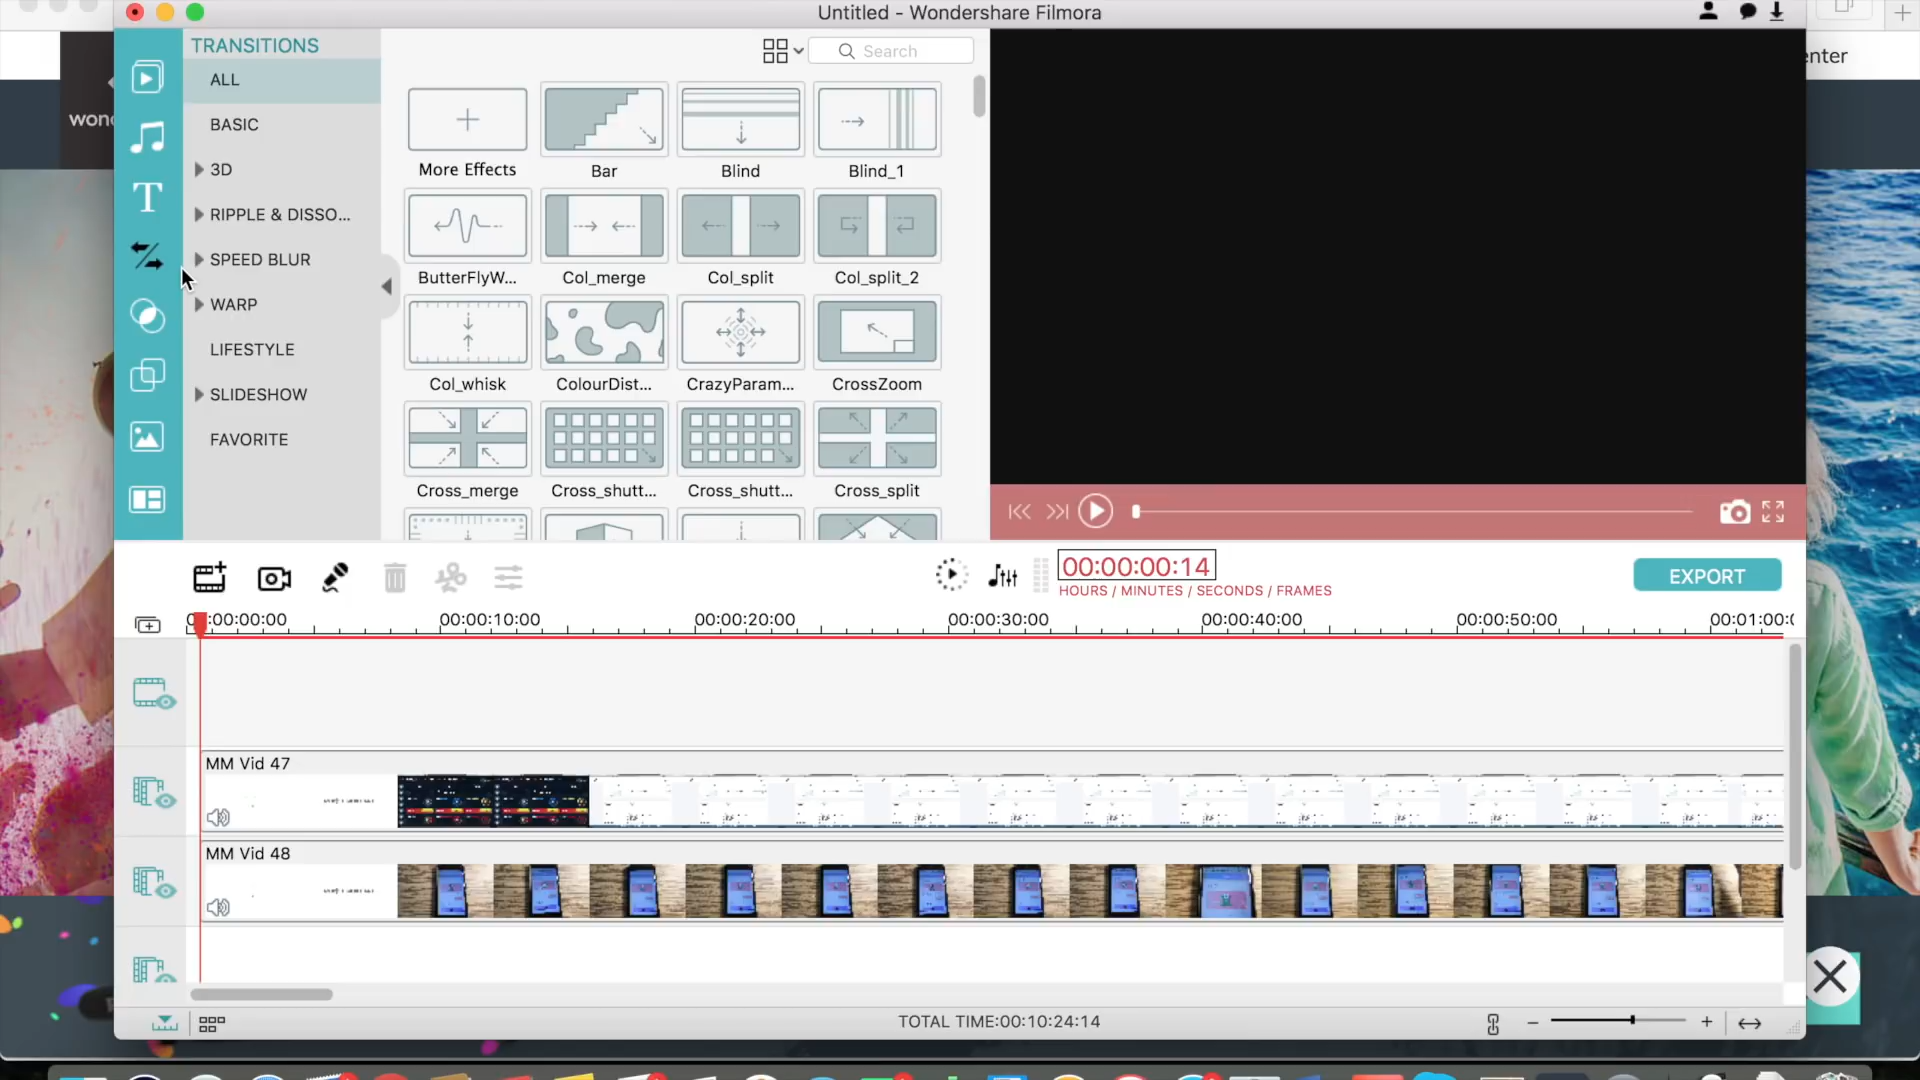 Untitled - Wondershare Filmora
enter
TRANSITIONS
Search
ALL
BASIC
3D
RIPPLE & DISSO...
SPEED BLUR
WARP
LIFESTYLE
SLIDESHOW
FAVORITE
T
More Effects
Bar
Blind
Blind_1
ButterFlyW...
Col_merge
Col_split
Col_split_2
Col_whisk
ColourDist...
CrazyParam...
CrossZoom
Cross_merge
Cross_shutt...
Cross_shutt...
Cross_split
00:00:00:14
HOURS / MINUTES / SECONDS / FRAMES
EXPORT
:00:00:00
00:00:10:00
00:00:20:00
00:00:30:00
00:00:40:00
00:00:50:00
00:01:00:
MM Vid 47
MM Vid 48
TOTAL TIME:00:10:24:14